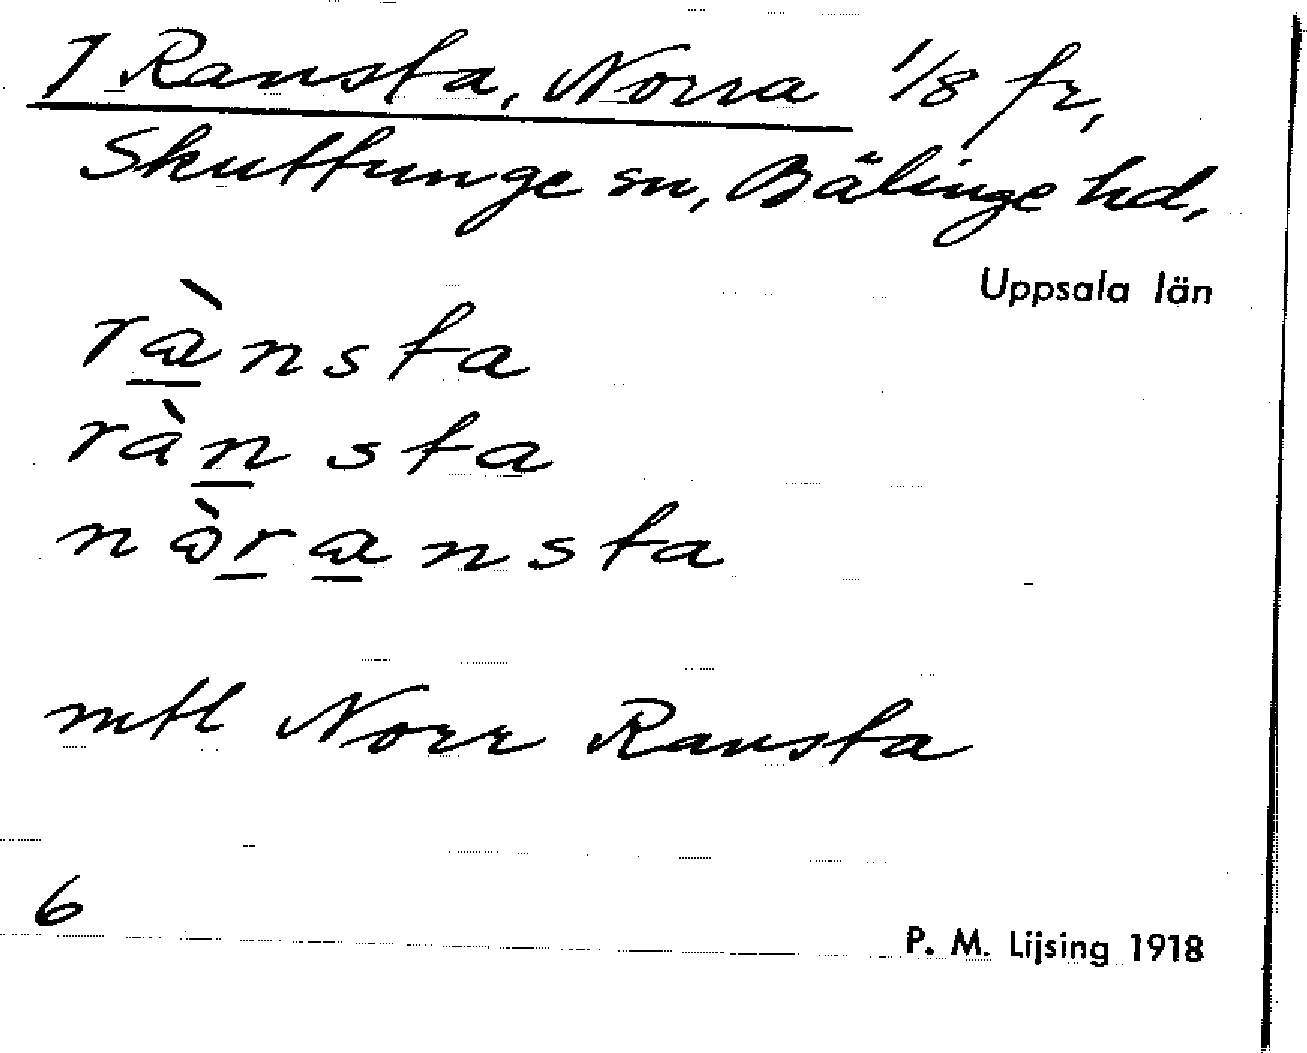 1 Ransta, Norra 1/8 fr,
Skuttunge sn, Bälinge hd,
Uppsala län
rànsta
rànsta
nòransta
mtl Norr Ransta
6
P. M. Lijsing 1918